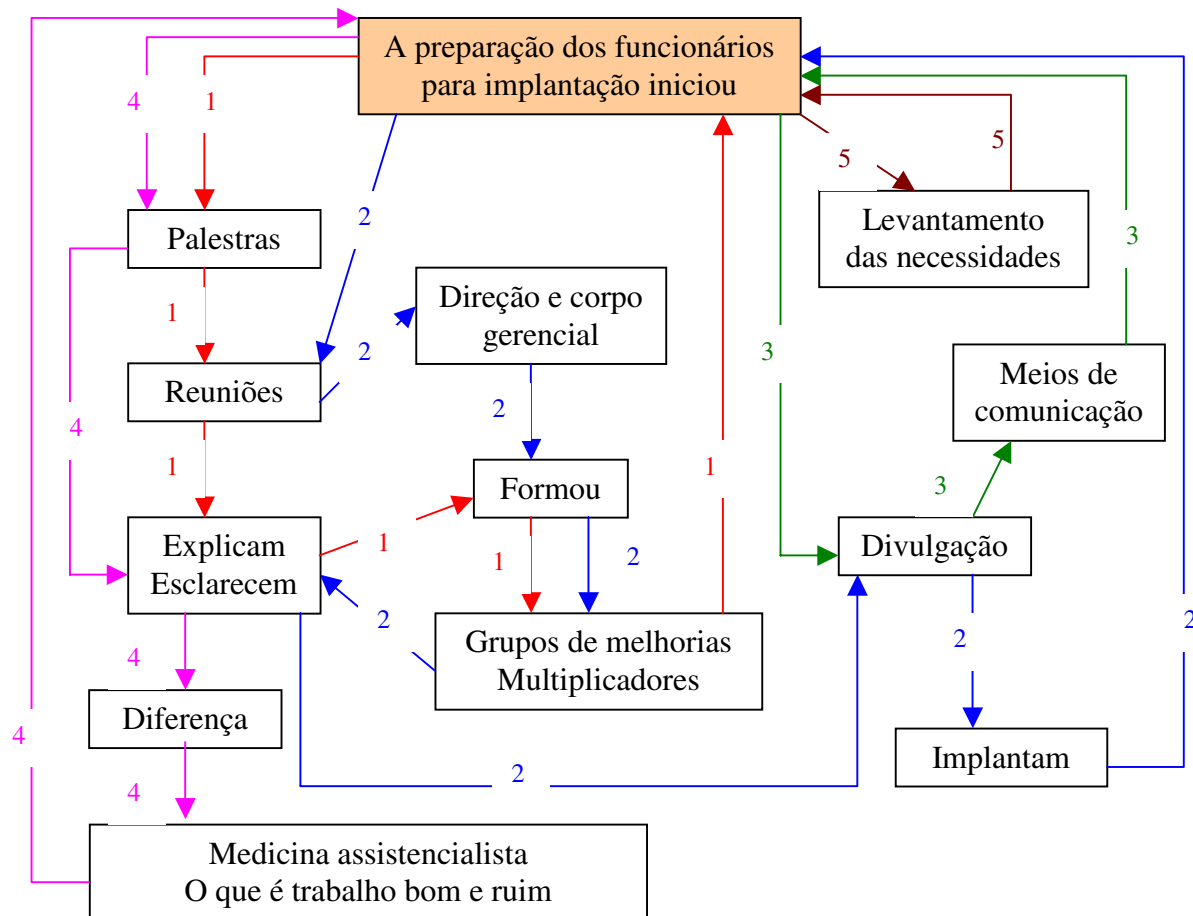 A preparação dos funcionários
para implantação iniciou
4
1
5
5
2
3
Palestras
Levantamento
das necessidades
1
Direção e corpo
gerencial
2
3
Reuniões
Meios de
comunicação
4
2
1
1
Formou
3
Explicam
Esclarecem
1
1
2
Divulgação
2
Grupos de melhorias
Multiplicadores
2
2
4
Diferença
4
2
Implantam
4
Medicina assistencialista
O que é trabalho bom e ruim